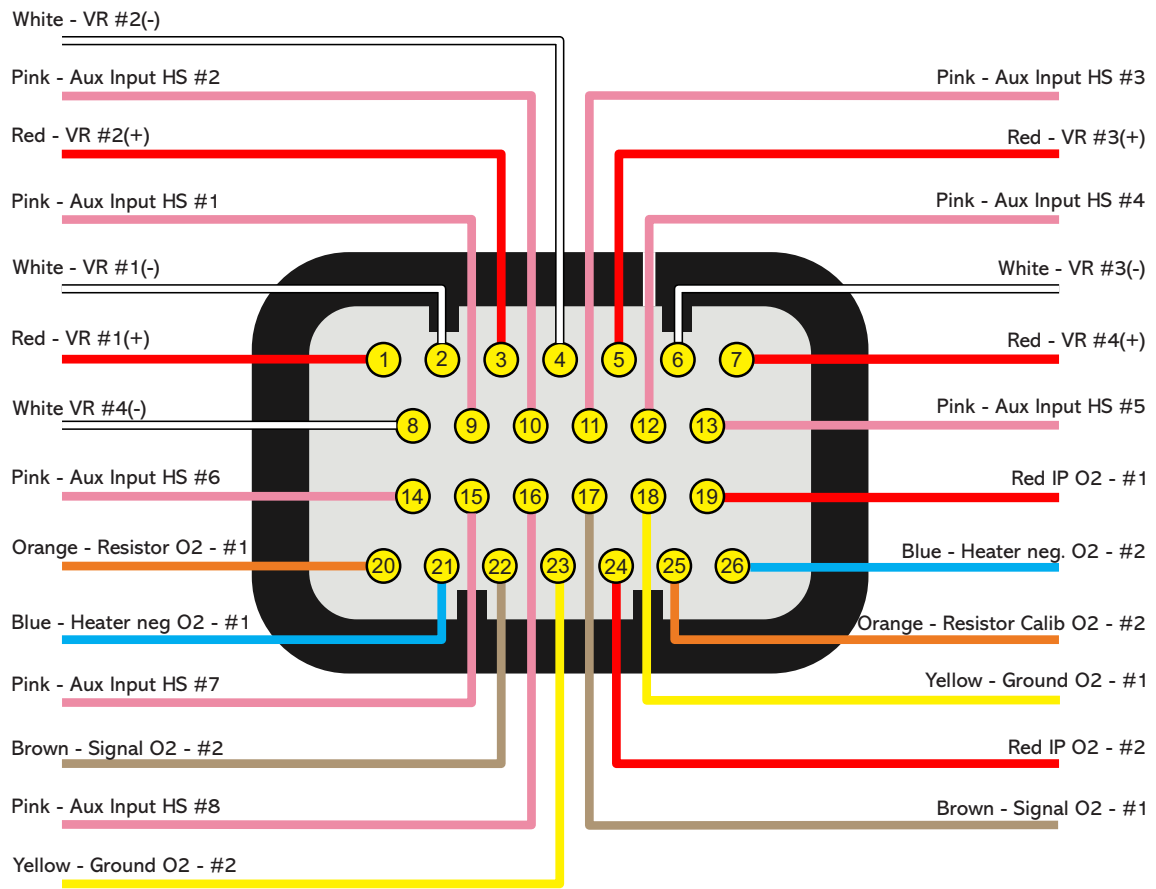 White - VR #2(-)
Pink - Aux Input HS #2
Pink - Aux Input HS #3
Red - VR #2(+)
Red - VR #3(+)
Pink - Aux Input HS #1
Pink - Aux Input HS #4
White - VR #1(-)
White - VR #3(-)
Red - VR #1(+)
Red - VR #4(+)
1 2 3 4 5 6 7
White VR #4(-)
Pink - Aux Input HS #5
8 9 10 11 12 13
Pink - Aux Input HS #6
Red IP O2 - #1
14 15 16 17 18 19
Orange - Resistor O2 - #1
Blue - Heater neg. O2 - #2
20 21 22 23 24 25 26
Blue - Heater neg O2 - #1
Orange - Resistor Calib O2 - #2
Pink - Aux Input HS #7
Yellow - Ground O2 - #1
Brown - Signal O2 - #2
Red IP O2 - #2
Pink - Aux Input HS #8
Brown - Signal O2 - #1
Yellow - Ground O2 - #2